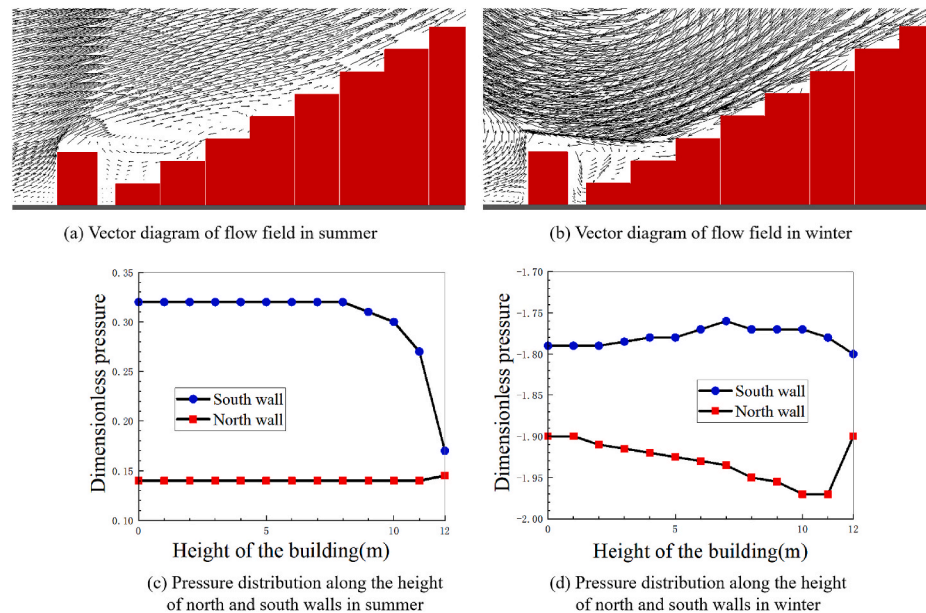 (a) Vector diagram of flow field in summer
(b) Vector diagram of flow field in winter
0.35
0.30
0.25
0.20
0.15
0.10
Dimensionless pressure
South wall
North wall
0
5
10
12
Height of the building(m)
(c) Pressure distribution along the height
of north and south walls in summer
-1.70
-1.75
-1.80
-1.85
-1.90
-1.95
-2.00
Dimensionless pressure
South wall
North wall
0
5
10
12
Height of the building(m)
(d) Pressure distribution along the height
of north and south walls in winter